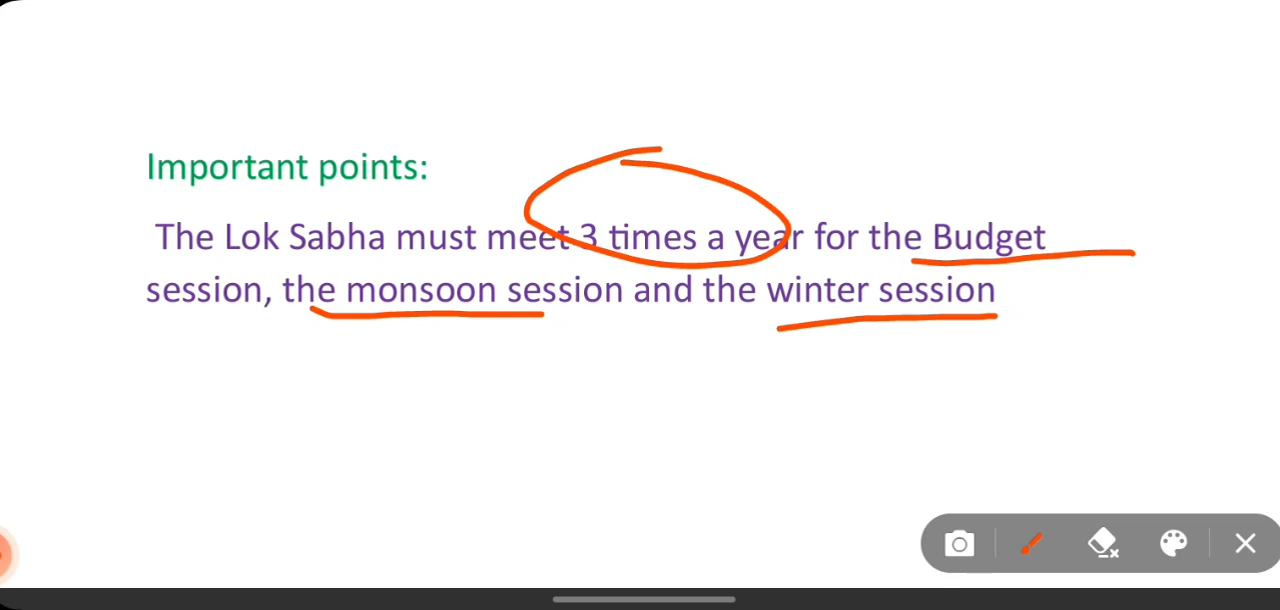 Important points:
The Lok Sabha must meet 3 times a year for the Budget
session, the monsoon session and the winter session